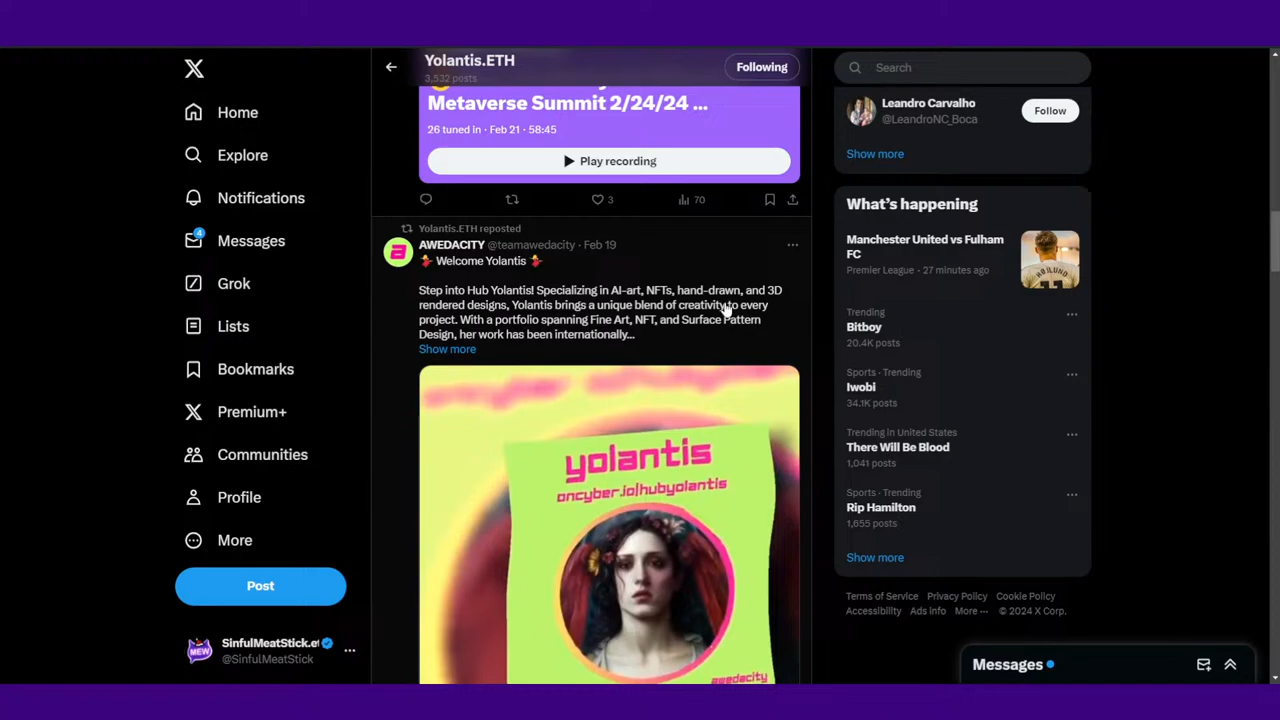 Home
Explore
Notifications
4
Messages
Grok
Lists
Bookmarks
Premium+
Communities
Profile
More
Post
MEW
SinfulMeatStick.et
@SinfulMeatStick
Yolantis.ETH
3,532 posts
Following
Metaverse Summit 2/24/24 ...
26 tuned in · Feb 21 · 58:45
Play recording
3
70
Yolantis.ETH reposted
a
AWEDACITY @teamawedacity · Feb 19
Welcome Yolantis
Step into Hub Yolantis! Specializing in AI-art, NFTs, hand-drawn, and 3D
rendered designs, Yolantis brings a unique blend of creativity to every
project. With a portfolio spanning Fine Art, NFT, and Surface Pattern
Design, her work has been internationally...
Show more
yolantis
oncyber.io/hubyolantis
awedacity
Search
Leandro Carvalho
@LeandroNC_Boca
Follow
Show more
What's happening
Manchester United vs Fulham
FC
Premier League · 27 minutes ago
HØJLUND
Trending
Bitboy
20.4K posts
Sports · Trending
Iwobi
34.1K posts
Trending in United States
There Will Be Blood
1,041 posts
Sports · Trending
Rip Hamilton
1,655 posts
Show more
Terms of Service Privacy Policy Cookie Policy
Accessibility Ads info More ··· © 2024 X Corp.
Messages